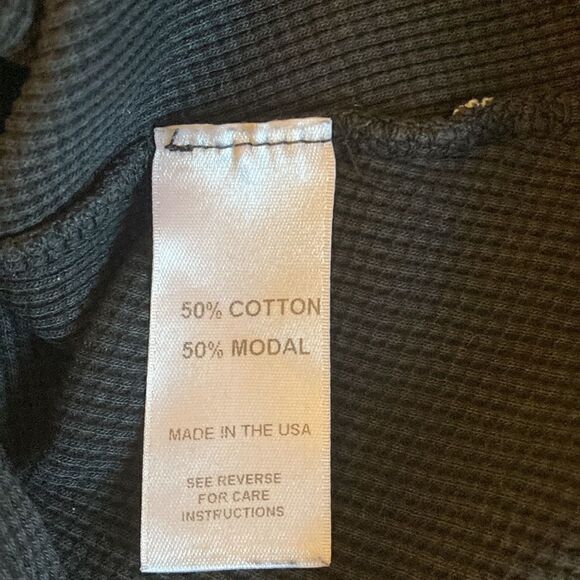 50% COTTON
50% MODAL
MADE IN THE USA
SEE REVERSE
FOR CARE
INSTRUCTIONS